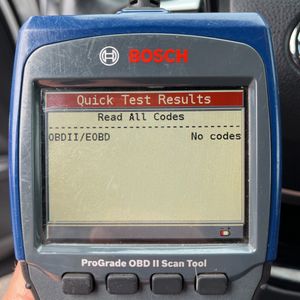 BOSCH
Quick Test Results
Read All Codes
OBDII/EOBD No codes
ProGrade OBD II Scan Tool